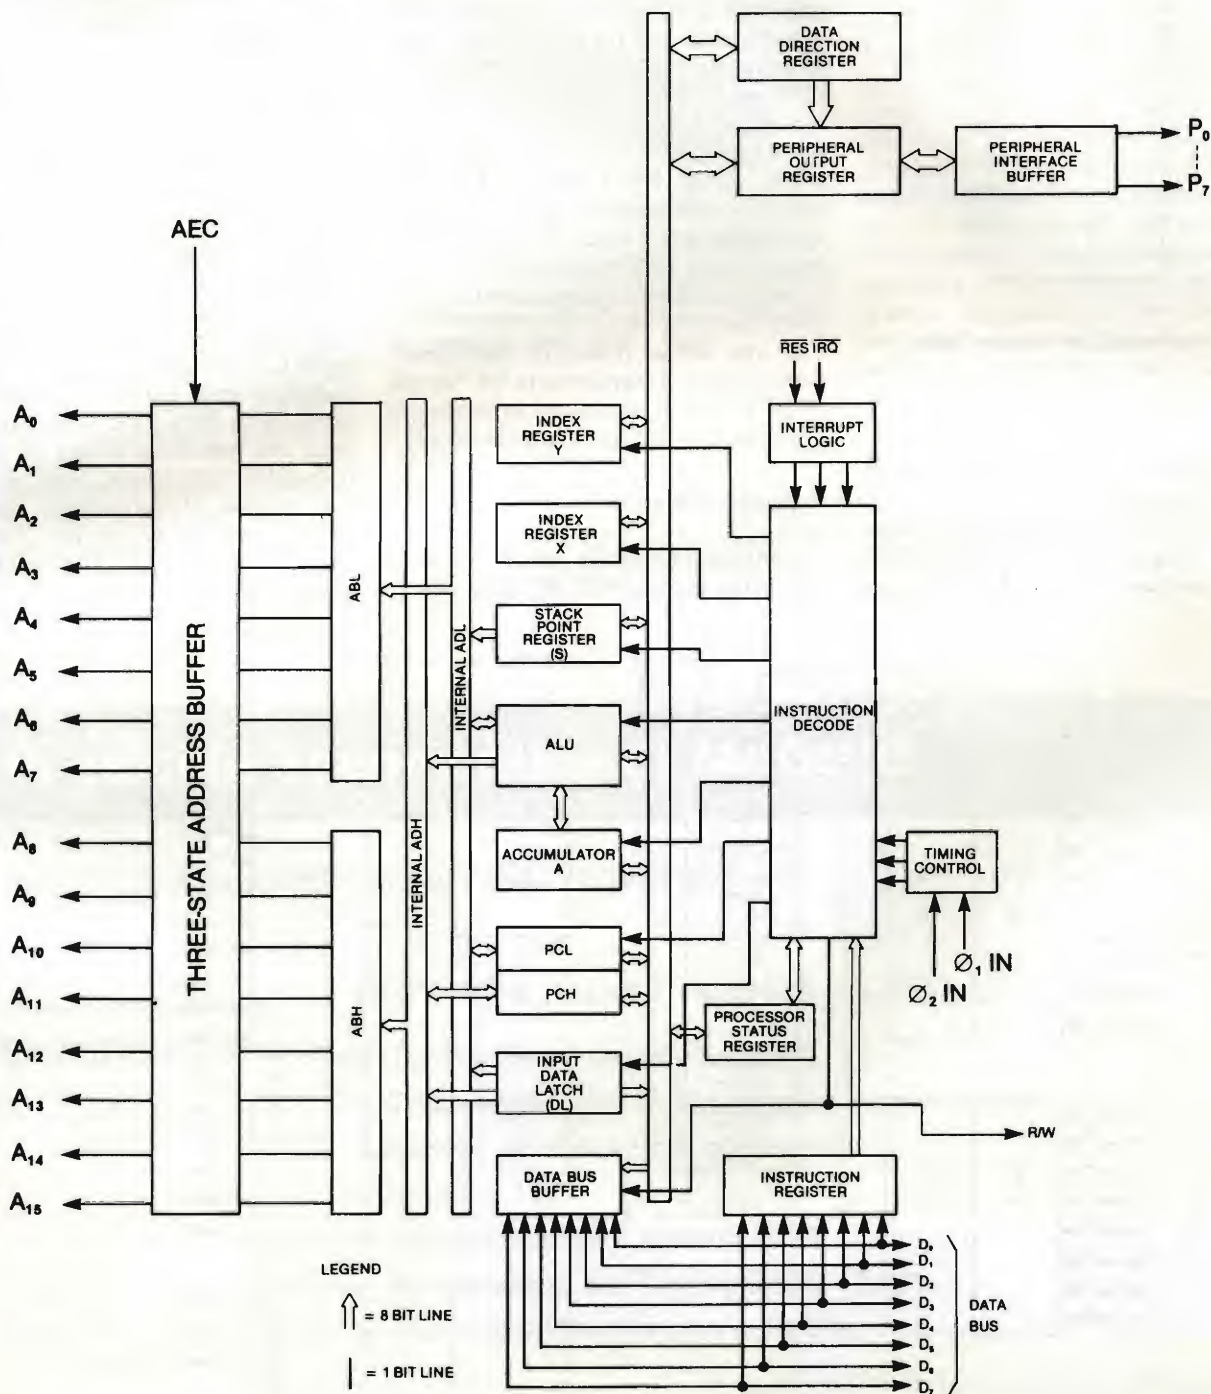 DATA
DIRECTION
REGISTER
PERIPHERAL
OUTPUT
REGISTER
PERIPHERAL
INTERFACE
BUFFER
P0
P7
AEC
RES IRQ
INTERRUPT
LOGIC
A0
A1
A2
A3
A4
A5
A6
A7
A8
A9
A10
A11
A12
A13
A14
A15
THREE-STATE ADDRESS BUFFER
ABL
ABH
INTERNAL ADH
INTERNAL ADL
INDEX
REGISTER
Y
INDEX
REGISTER
X
STACK
POINT
REGISTER
(S)
ALU
ACCUMULATOR
A
PCL
PCH
INPUT
DATA
LATCH
(DL)
DATA BUS
BUFFER
INSTRUCTION
DECODE
TIMING
CONTROL
Ø1 IN
Ø2 IN
PROCESSOR
STATUS
REGISTER
R/W
INSTRUCTION
REGISTER
D0
D1
D2
D3
D4
D5
D6
D7
DATA
BUS
LEGEND
= 8 BIT LINE
= 1 BIT LINE